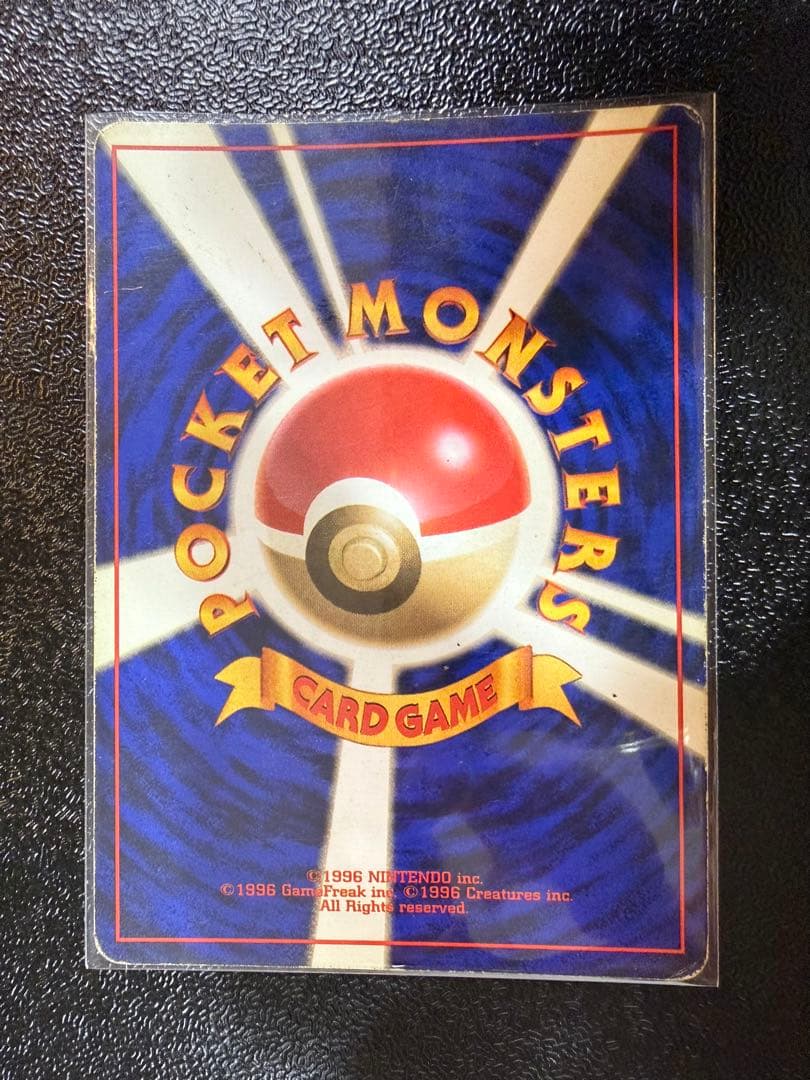 POCKET MONSTERS
CARD GAME
©1996 NINTENDO inc.
©1996 GameFreak inc. ©1996 Creatures inc.
All Rights reserved.